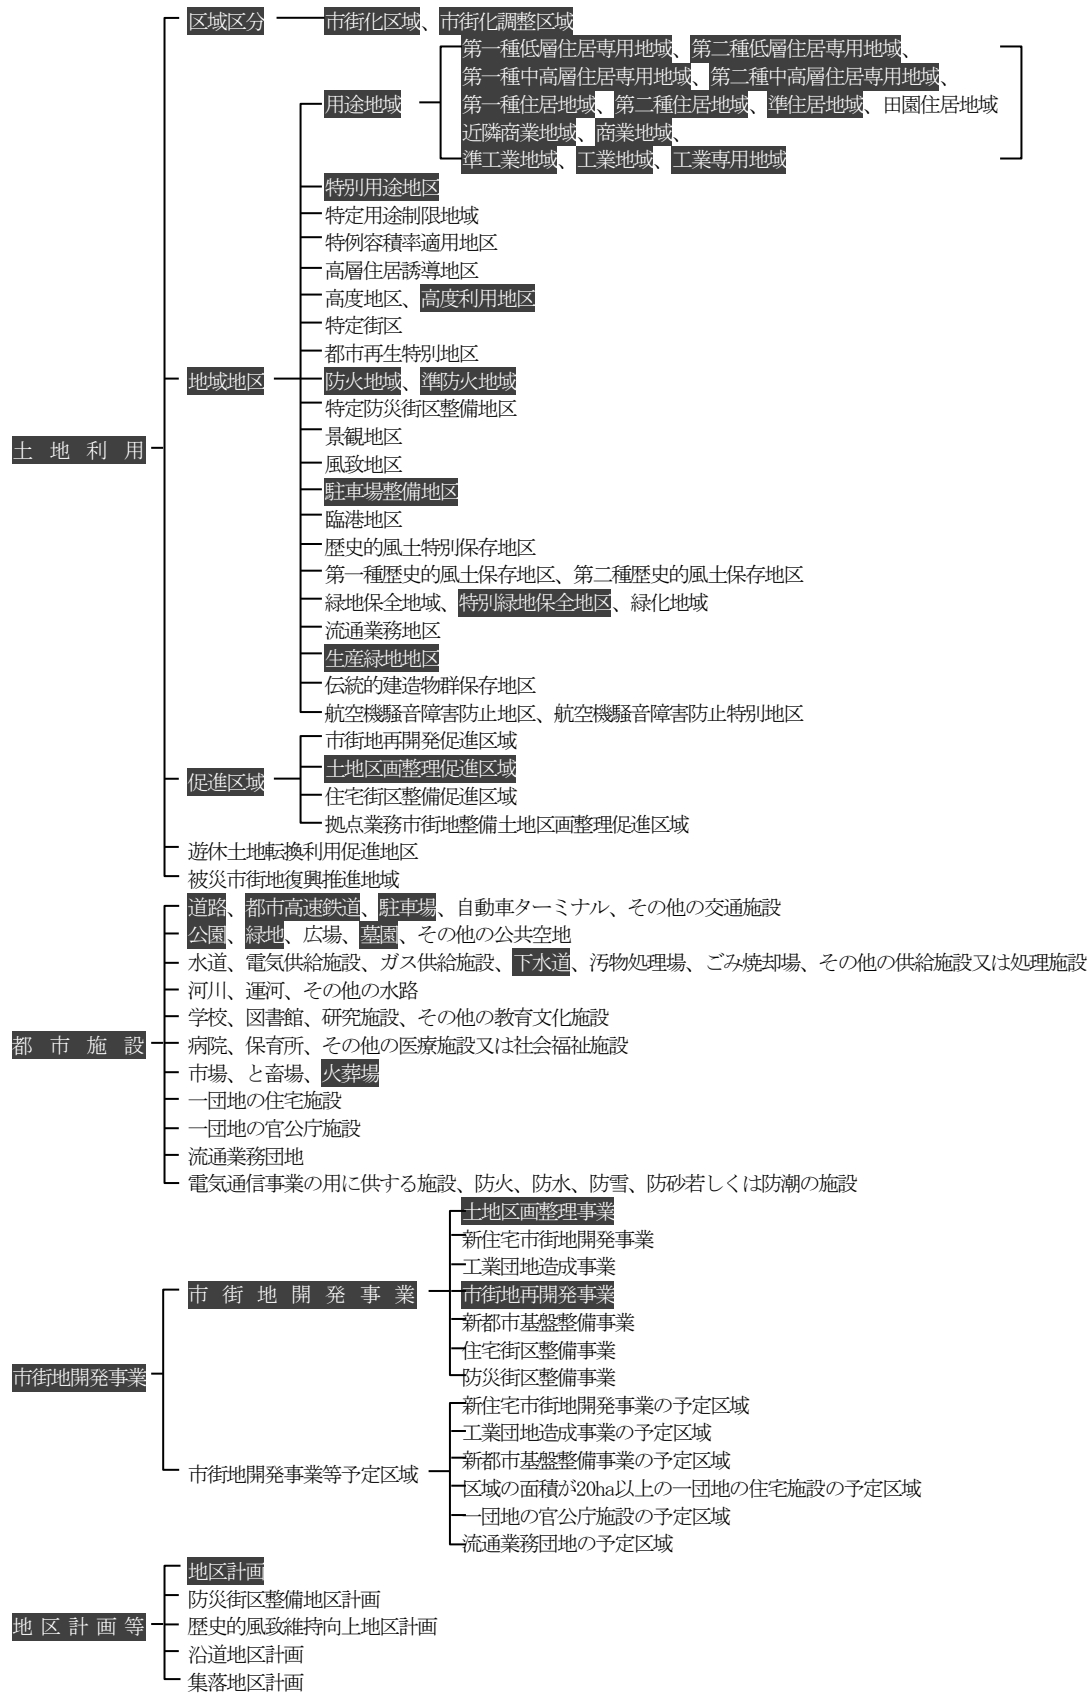 区域区分 市街化区域、市街化調整区域
第一種低層住居専用地域、第二種低層住居専用地域、
第一種中高層住居専用地域、第二種中高層住居専用地域、
用途地域 第一種住居地域、第二種住居地域、準住居地域、田園住居地域
近隣商業地域、商業地域、
準工業地域、工業地域、工業専用地域
特別用途地区
特定用途制限地域
特例容積率適用地区
高層住居誘導地区
高度地区、高度利用地区
特定街区
都市再生特別地区
地域地区 防火地域、準防火地域
特定防災街区整備地区
景観地区
土地利用
風致地区
駐車場整備地区
臨港地区
歴史的風土特別保存地区
第一種歴史的風土保存地区、第二種歴史的風土保存地区
緑地保全地域、特別緑地保全地区、緑化地域
流通業務地区
生産緑地地区
伝統的建造物群保存地区
航空機騒音障害防止地区、航空機騒音障害防止特別地区
市街地再開発促進区域
土地区画整理促進区域
促進区域
住宅街区整備促進区域
拠点業務市街地整備土地区画整理促進区域
遊休土地転換利用促進地区
被災市街地復興推進地域
道路、都市高速鉄道、駐車場、自動車ターミナル、その他の交通施設
公園、緑地、広場、墓園、その他の公共空地
水道、電気供給施設、ガス供給施設、下水道、汚物処理場、ごみ焼却場、その他の供給施設又は処理施設
河川、運河、その他の水路
学校、図書館、研究施設、その他の教育文化施設
都市施設 病院、保育所、その他の医療施設又は社会福祉施設
市場、と畜場、火葬場
一団地の住宅施設
一団地の官公庁施設
流通業務団地
電気通信事業の用に供する施設、防火、防水、防雪、防砂若しくは防潮の施設
土地区画整理事業
新住宅市街地開発事業
工業団地造成事業
市街地開発事業 市街地再開発事業
新都市基盤整備事業
住宅街区整備事業
市街地開発事業 防災街区整備事業
新住宅市街地開発事業の予定区域
工業団地造成事業の予定区域
新都市基盤整備事業の予定区域
市街地開発事業等予定区域
区域の面積が20ha以上の一団地の住宅施設の予定区域
一団地の官公庁施設の予定区域
流通業務団地の予定区域
地区計画
防災街区整備地区計画
地区計画等 歴史的風致維持向上地区計画
沿道地区計画
集落地区計画